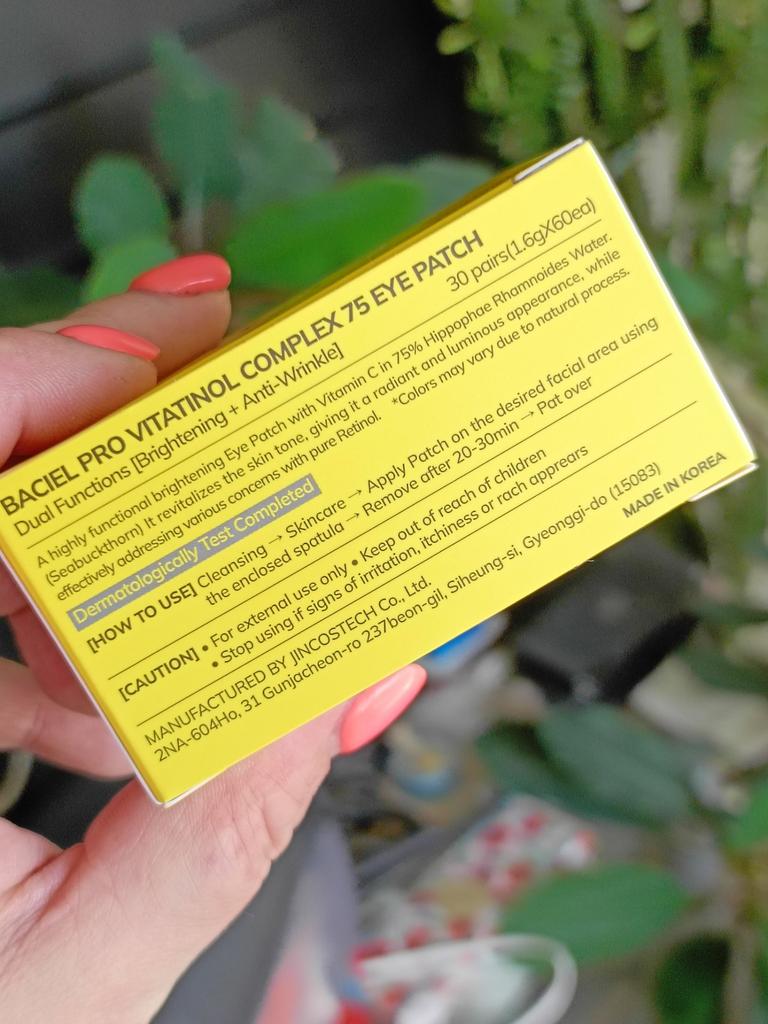 BACIEL PRO VITATINOL COMPLEX 75 EYE PATCH
Dual Functions [Brightening + Anti-Wrinkle]
30 pairs(1.6gX60ea)
A highly functional brightening Eye Patch with Vitamin C in 75% Hippophae Rhamnoides Water.
(Seabuckthorn) It revitalizes the skin tone, giving it a radiant and luminous appearance, while
effectively addressing various concerns with pure Retinol. *Colors may vary due to natural process.
Dermatologically Test Completed
[HOW TO USE] Cleansing → Skincare → Apply Patch on the desired facial area using
the enclosed spatula → Remove after 20-30min → Pat over
[CAUTION] • For external use only • Keep out of reach of children
• Stop using if signs of irritation, itchiness or rach apprears
MANUFACTURED BY JINCOSTECH Co., Ltd.
2NA-604Ho, 31 Gunjacheon-ro 237beon-gil, Siheung-si, Gyeonggi-do (15083)
MADE IN KOREA